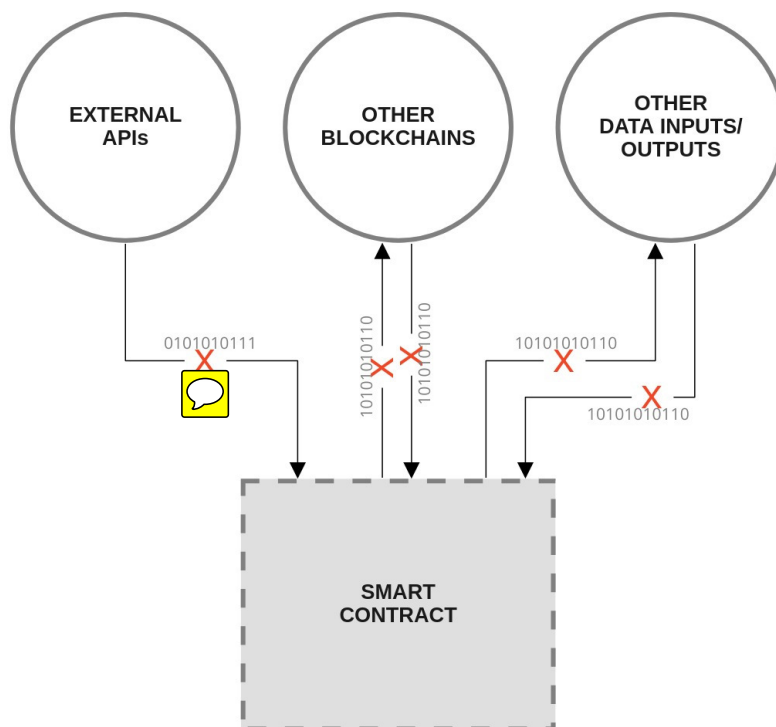 EXTERNAL
APIs
OTHER
BLOCKCHAINS
OTHER
DATA INPUTS/
OUTPUTS
0101010111
X
10101010110
X
10101010110
X
10101010110
X
10101010110
X
SMART
CONTRACT